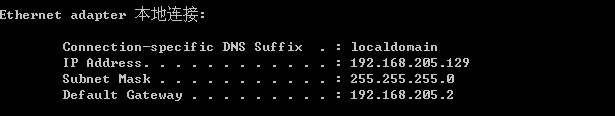 Ethernet adapter 本地连接:
Connection-specific DNS Suffix  . : localdomain
IP Address. . . . . . . . . . . . : 192.168.205.129
Subnet Mask . . . . . . . . . . . : 255.255.255.0
Default Gateway . . . . . . . . . : 192.168.205.2